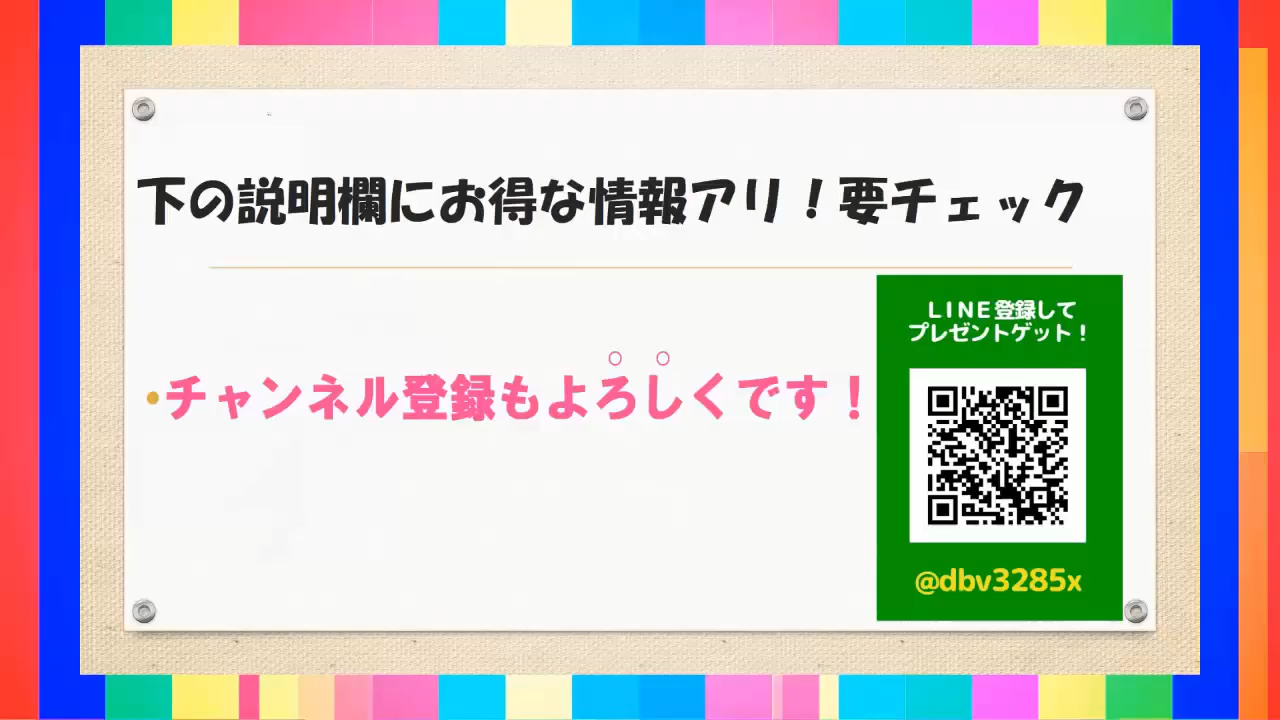 下の説明欄にお得な情報アリ！要チェック
•チャンネル登録もよろしくです！
LINE登録して
プレゼントゲット！
@dbv3285x